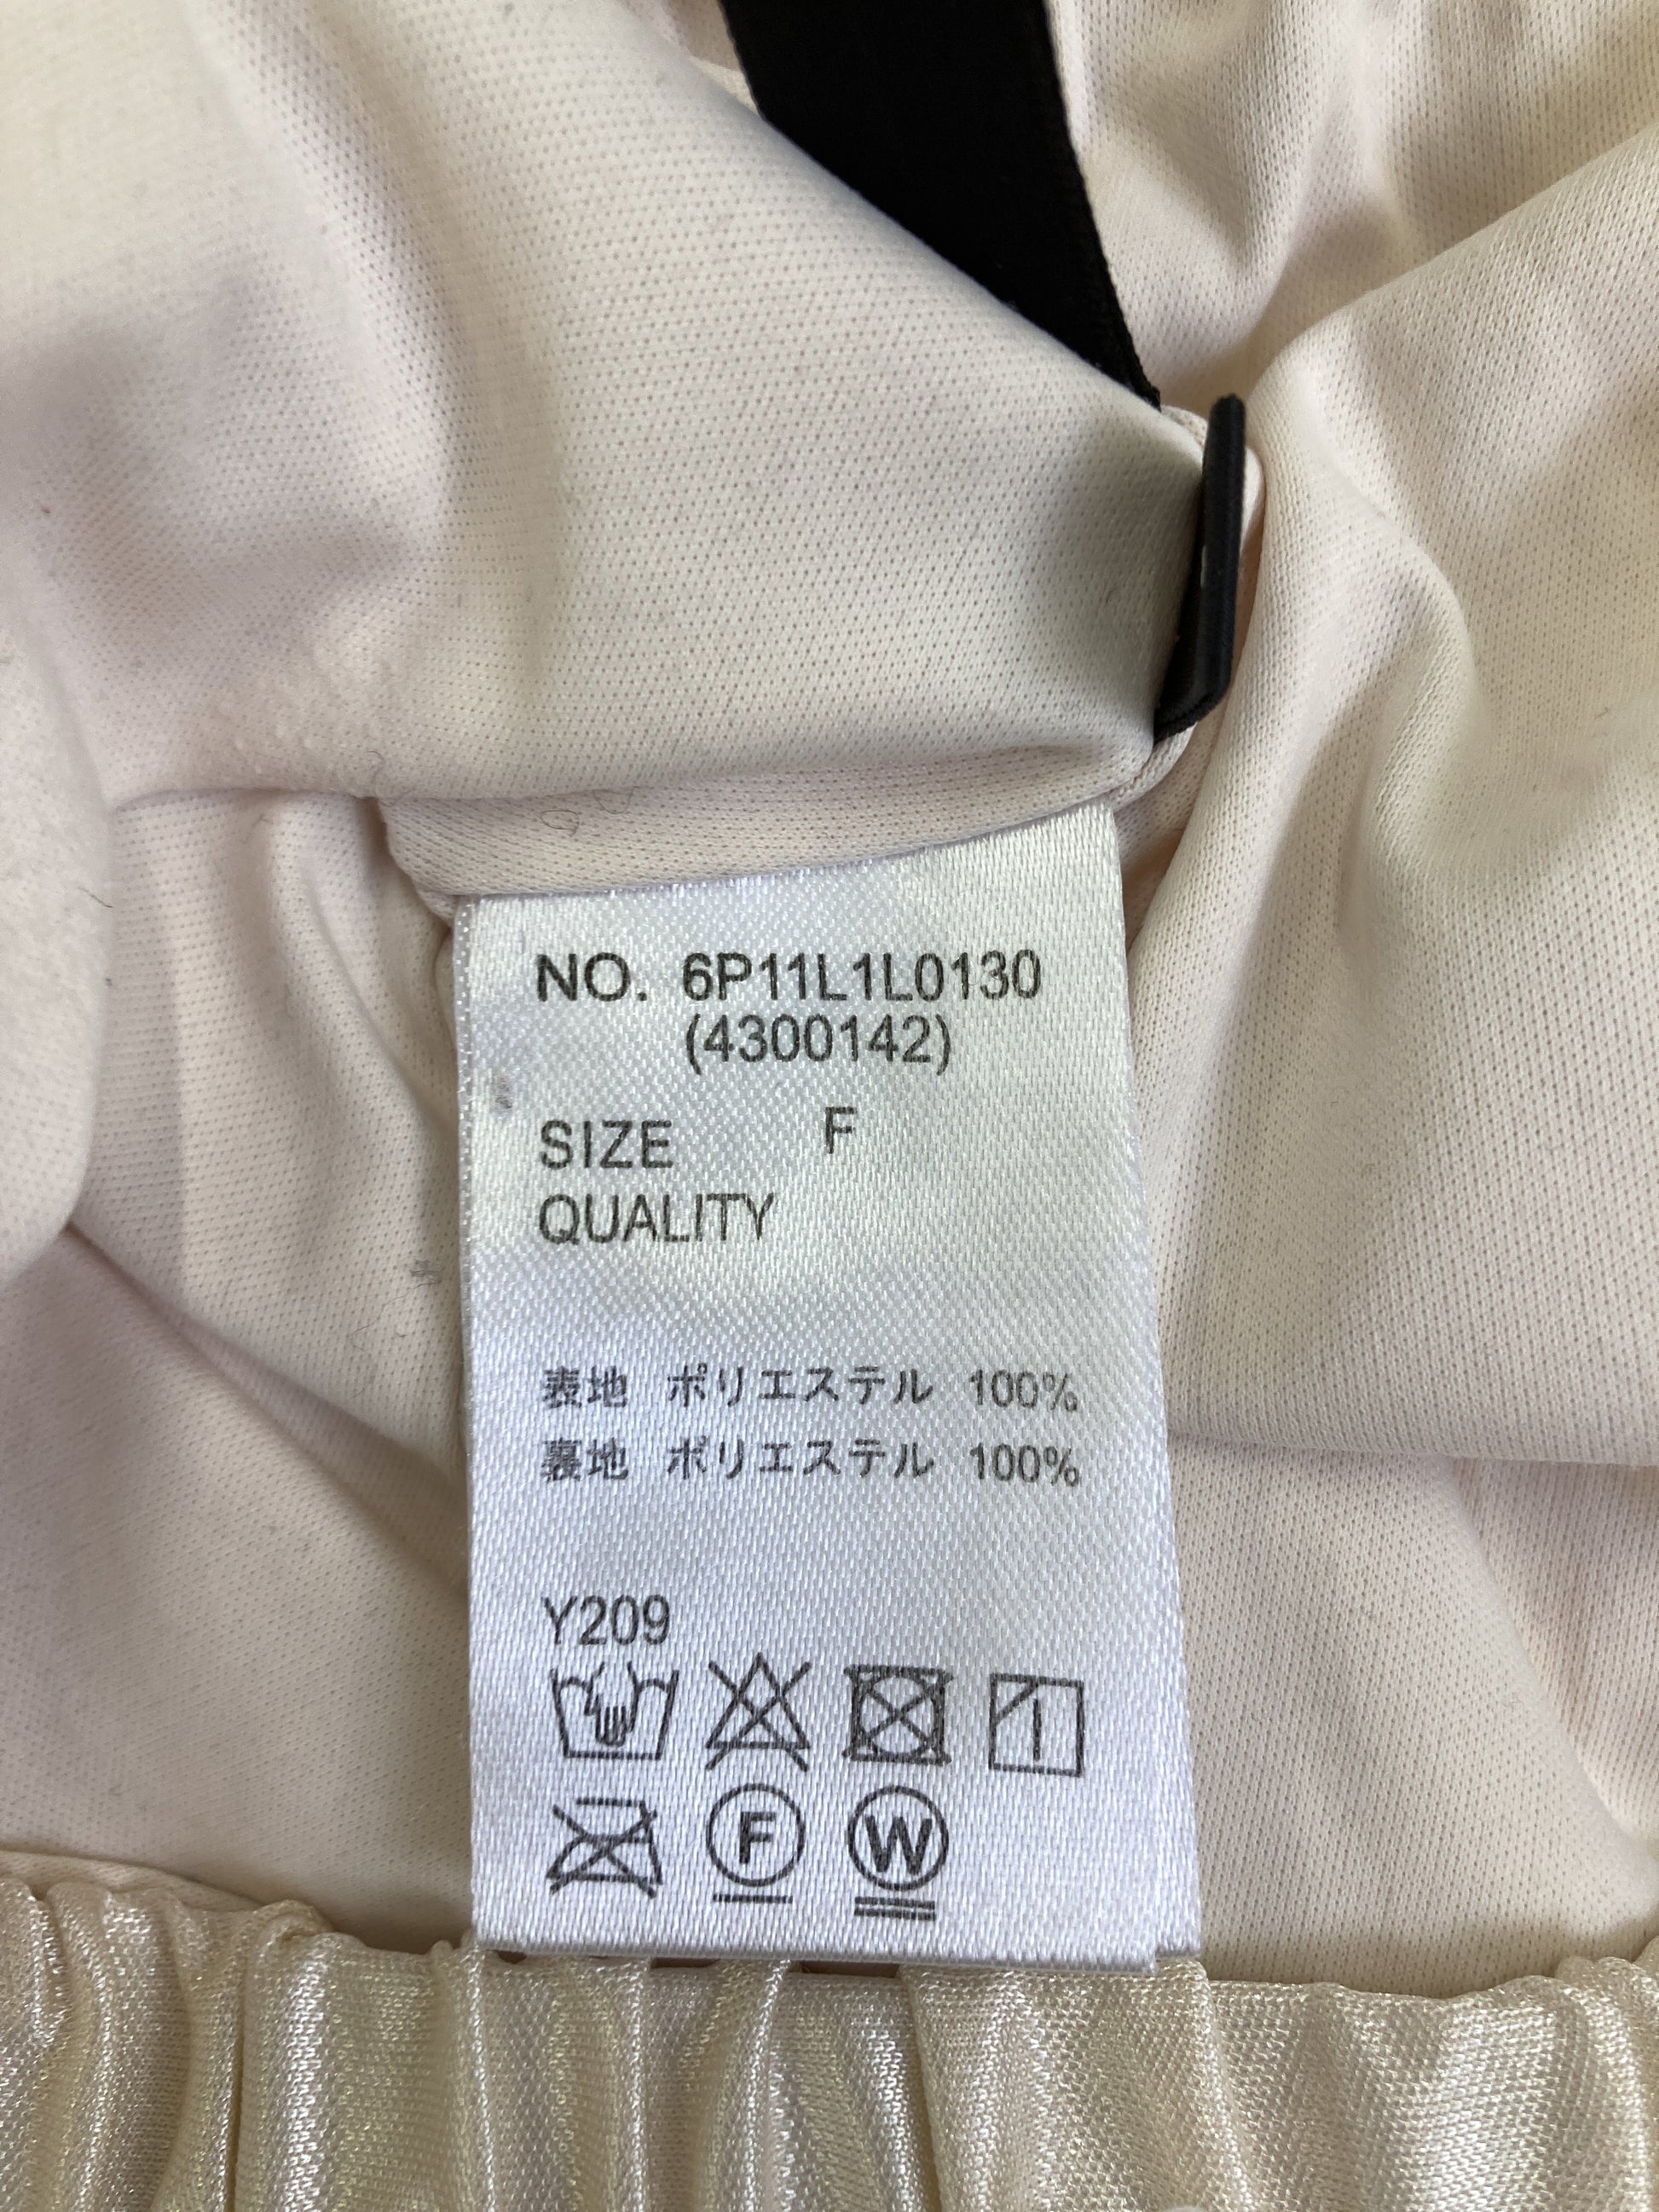 NO. 6P11L1L0130
(4300142)
SIZE F
QUALITY
表地 ポリエステル 100%
裏地 ポリエステル 100%
Y209
F W